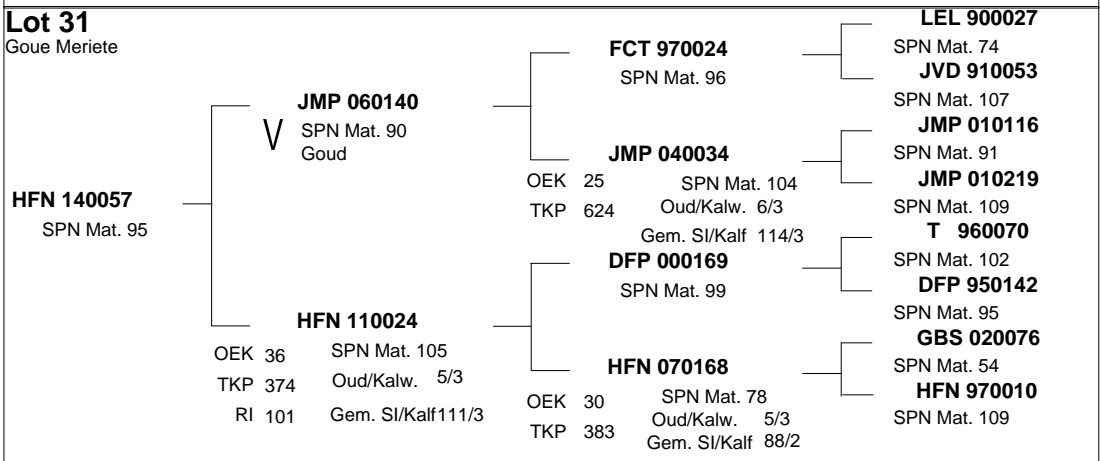 Lot 31
Goue Meriete
HFN 140057
SPN Mat. 95
JMP 060140
V
SPN Mat. 90
Goud
HFN 110024
OEK 36 SPN Mat. 105
TKP 374 Oud/Kalw. 5/3
RI 101 Gem. SI/Kalf 111/3
FCT 970024
SPN Mat. 96
JMP 040034
OEK 25 SPN Mat. 104
TKP 624 Oud/Kalw. 6/3
Gem. SI/Kalf 114/3
DFP 000169
SPN Mat. 99
HFN 070168
OEK 30 SPN Mat. 78
TKP 383 Oud/Kalw. 5/3
Gem. SI/Kalf 88/2
LEL 900027
SPN Mat. 74
JVD 910053
SPN Mat. 107
JMP 010116
SPN Mat. 91
JMP 010219
SPN Mat. 109
T 960070
SPN Mat. 102
DFP 950142
SPN Mat. 95
GBS 020076
SPN Mat. 54
HFN 970010
SPN Mat. 109